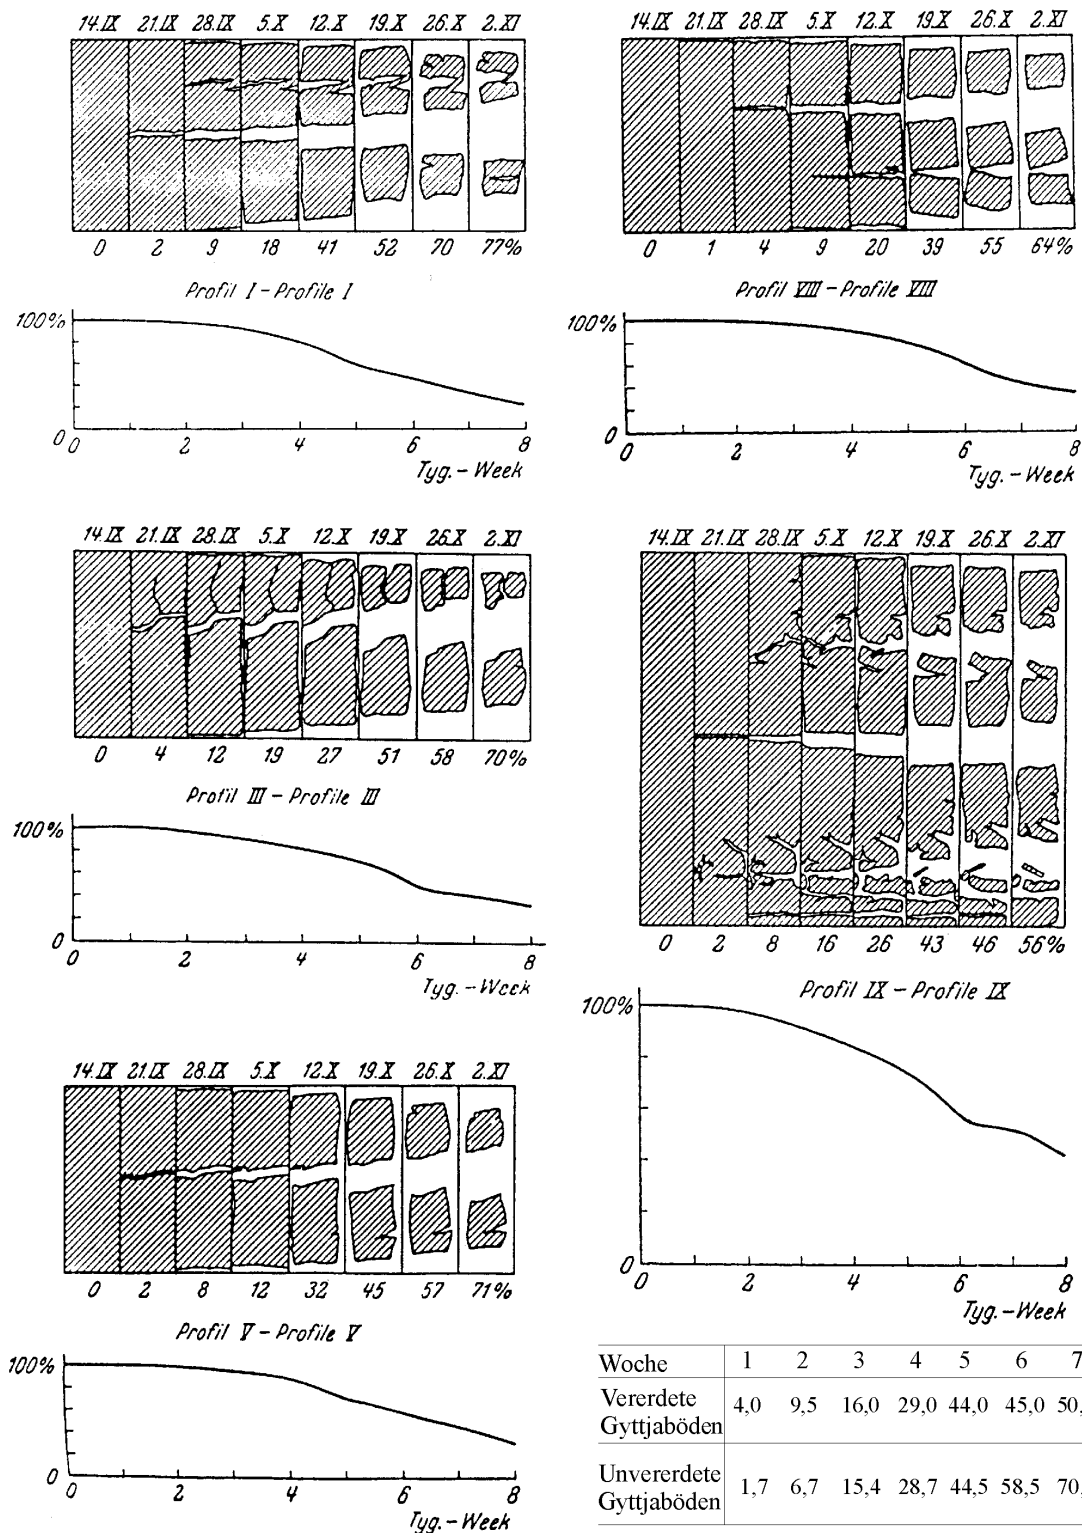 14.IX 21.IX 28.IX 5.X 12.X 19.X 26.X 2.XI
0 2 9 18 41 52 70 77%
Profil I – Profile I
100%
0
0 2 4 6 8
Tyg. – Week
14.IX 21.IX 28.IX 5.X 12.X 19.X 26.X 2.XI
0 4 12 19 27 51 58 70%
Profil III – Profile III
100%
0
0 2 4 6 8
Tyg. – Week
14.IX 21.IX 28.IX 5.X 12.X 19.X 26.X 2.XI
0 2 8 12 32 45 57 71%
Profil V – Profile V
100%
0
0 2 4 6 8
Tyg. – Week
14.IX 21.IX 28.IX 5.X 12.X 19.X 26.X 2.XI
0 1 4 9 20 39 55 64%
Profil VIII – Profile VIII
100%
0
0 2 4 6 8
Tyg. – Week
14.IX 21.IX 28.IX 5.X 12.X 19.X 26.X 2.XI
0 2 8 16 26 43 46 56%
Profil IX – Profile IX
100%
0
0 2 4 6 8
Tyg. – Week
Woche 1 2 3 4 5 6 7
Vererdete
Gyttjaböden 4,0 9,5 16,0 29,0 44,0 45,0 50,
Unvererdete
Gyttjaböden 1,7 6,7 15,4 28,7 44,5 58,5 70,